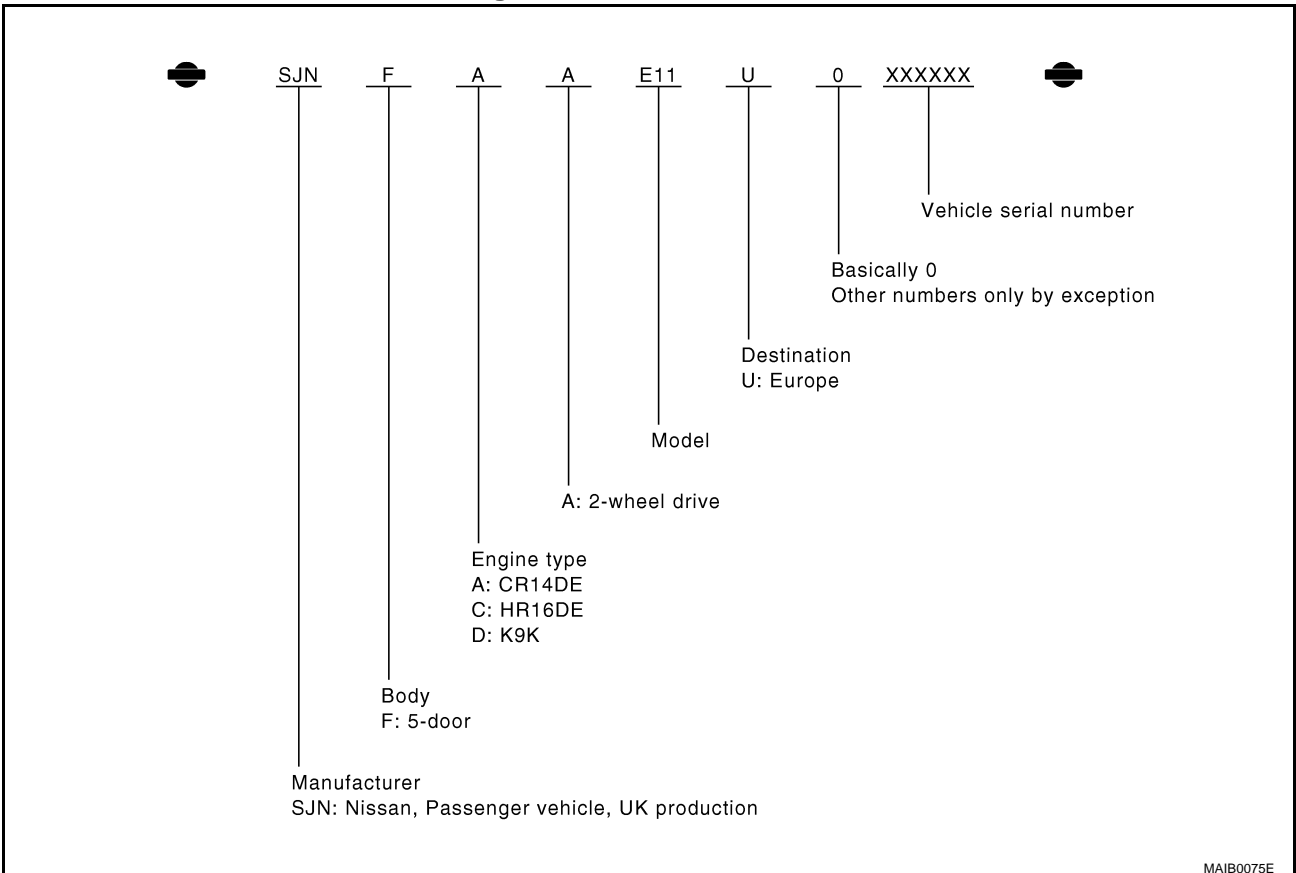 SJN F A A E11 U 0 XXXXXX
Vehicle serial number
Basically 0
Other numbers only by exception
Destination
U: Europe
Model
A: 2-wheel drive
Engine type
A: CR14DE
C: HR16DE
D: K9K
Body
F: 5-door
Manufacturer
SJN: Nissan, Passenger vehicle, UK production
MAIB0075E